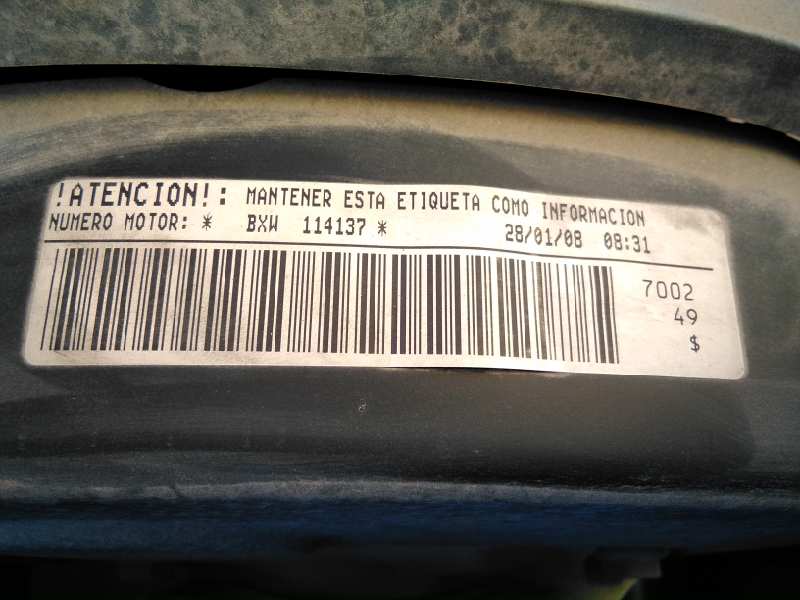 !ATENCION!: MANTENER ESTA ETIQUETA COMO INFORMACION
NUMERO MOTOR: * BXW 114137 * 28/01/08 08:31
7002
49
$